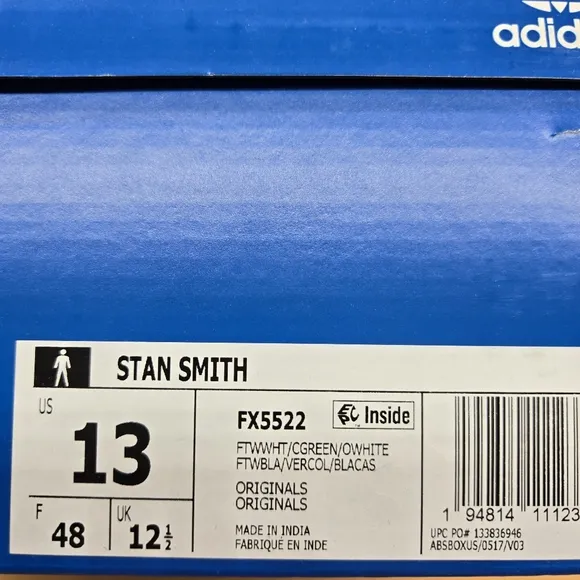 adid
STAN SMITH
US
13
F
48
UK
12½
FX5522
EC Inside
FTWWHT/CGREEN/OWHITE
FTWBLA/VERCOL/BLACAS
ORIGINALS
ORIGINALS
MADE IN INDIA
FABRIQUÉ EN INDE
1 94814 11123
UPC PO# 133836946
ABSBOXUS/0517/V03